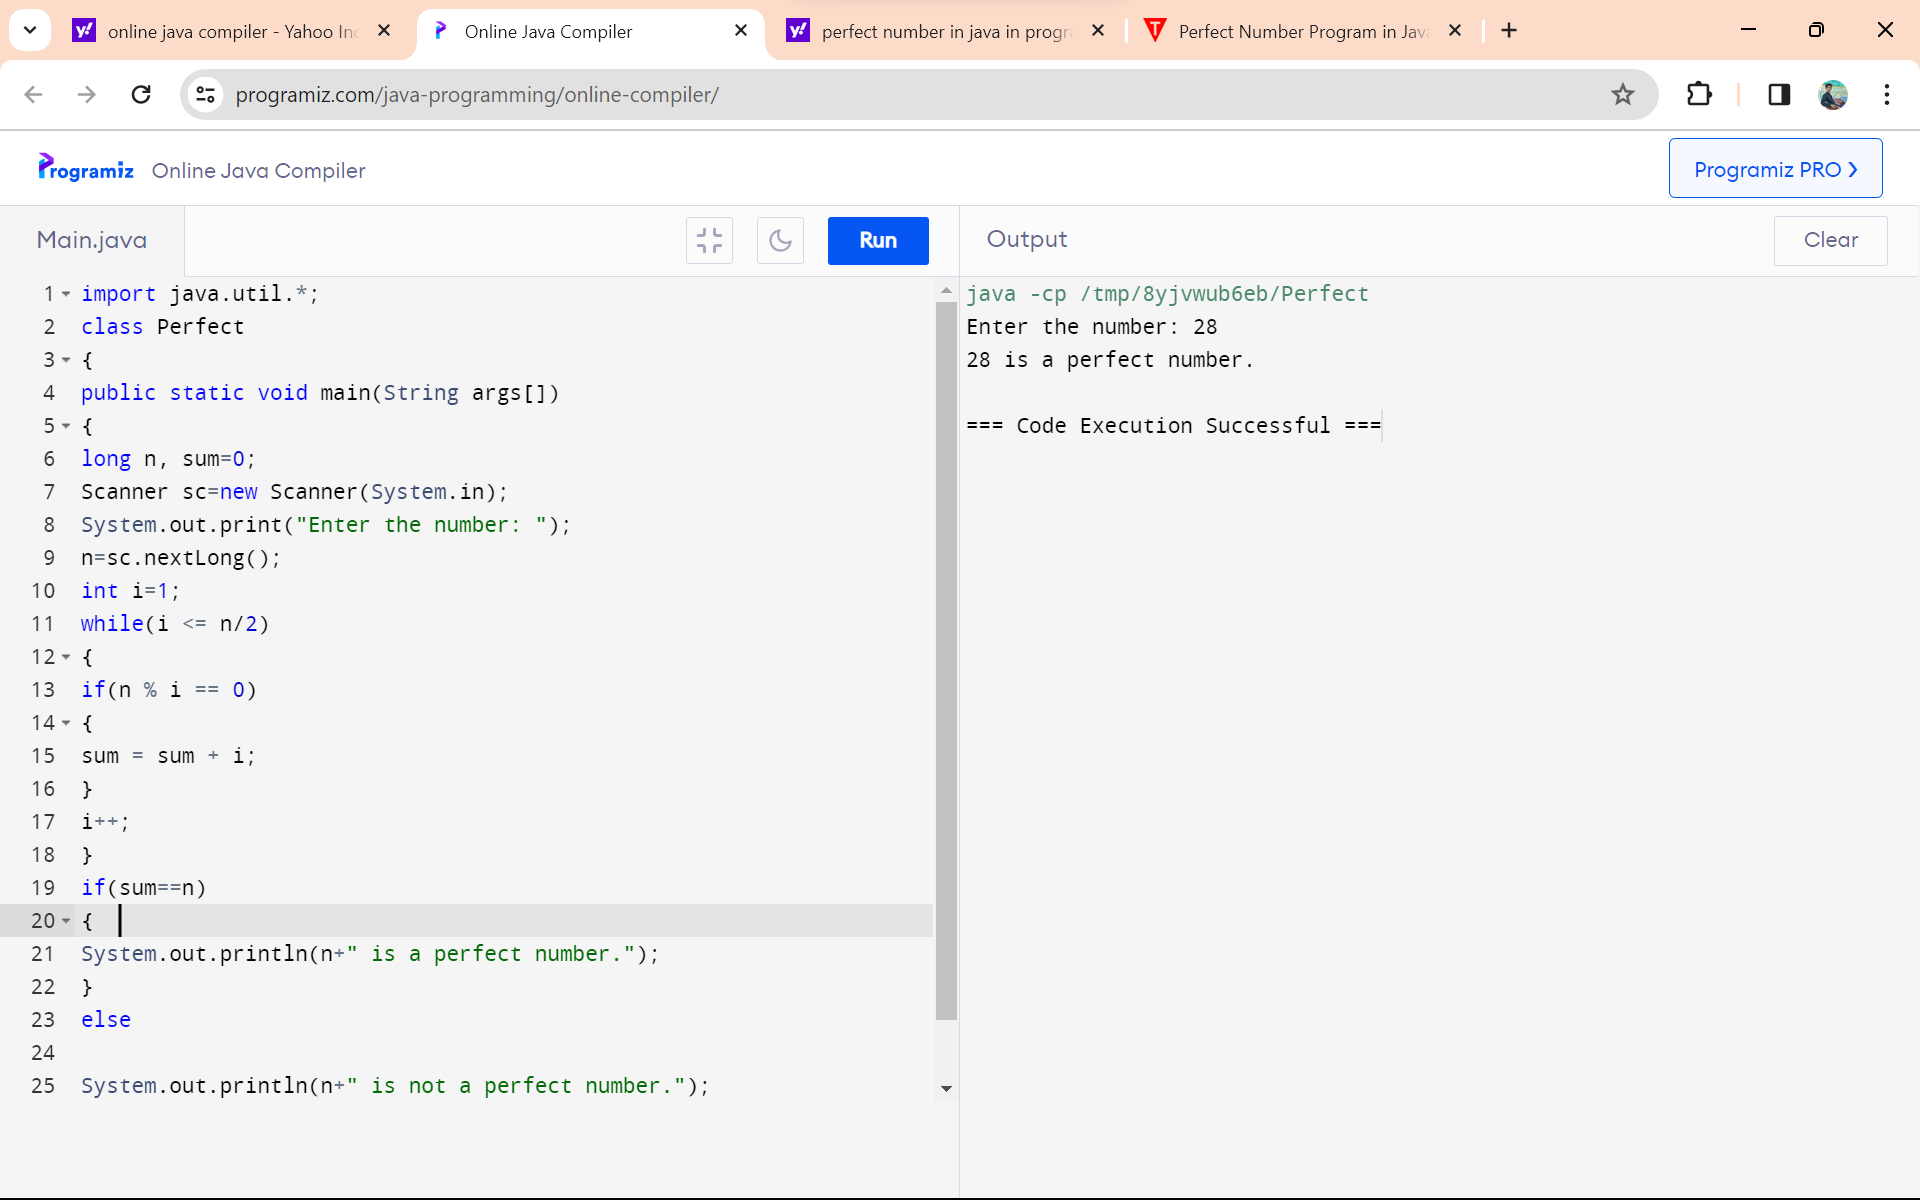 online java compiler - Yahoo In
Online Java Compiler
perfect number in java in progr
Perfect Number Program in Jav
programiz.com/java-programming/online-compiler/
Programiz
Online Java Compiler
Programiz PRO ❯
Main.java
Run
Output
Clear
1 import java.util.*;
2 class Perfect
3 {
4 public static void main(String args[])
5 {
6 long n, sum=0;
7 Scanner sc=new Scanner(System.in);
8 System.out.print("Enter the number: ");
9 n=sc.nextLong();
10 int i=1;
11 while(i <= n/2)
12 {
13 if(n % i == 0)
14 {
15 sum = sum + i;
16 }
17 i++;
18 }
19 if(sum==n)
20 {
21 System.out.println(n+" is a perfect number.");
22 }
23 else
24
25 System.out.println(n+" is not a perfect number.");
java -cp /tmp/8yjvwub6eb/Perfect
Enter the number: 28
28 is a perfect number.
=== Code Execution Successful ===